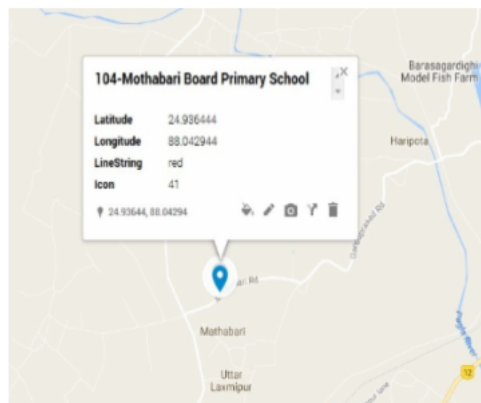 104-Mothabari Board Primary School
Latitude 24.936444
Longitude 88.042944
LineString red
Icon 41
24.93644, 88.04294
Barasagardighi
Model Fish Farm
Haripota
Mathabari
Uttar
Laxmipur
12